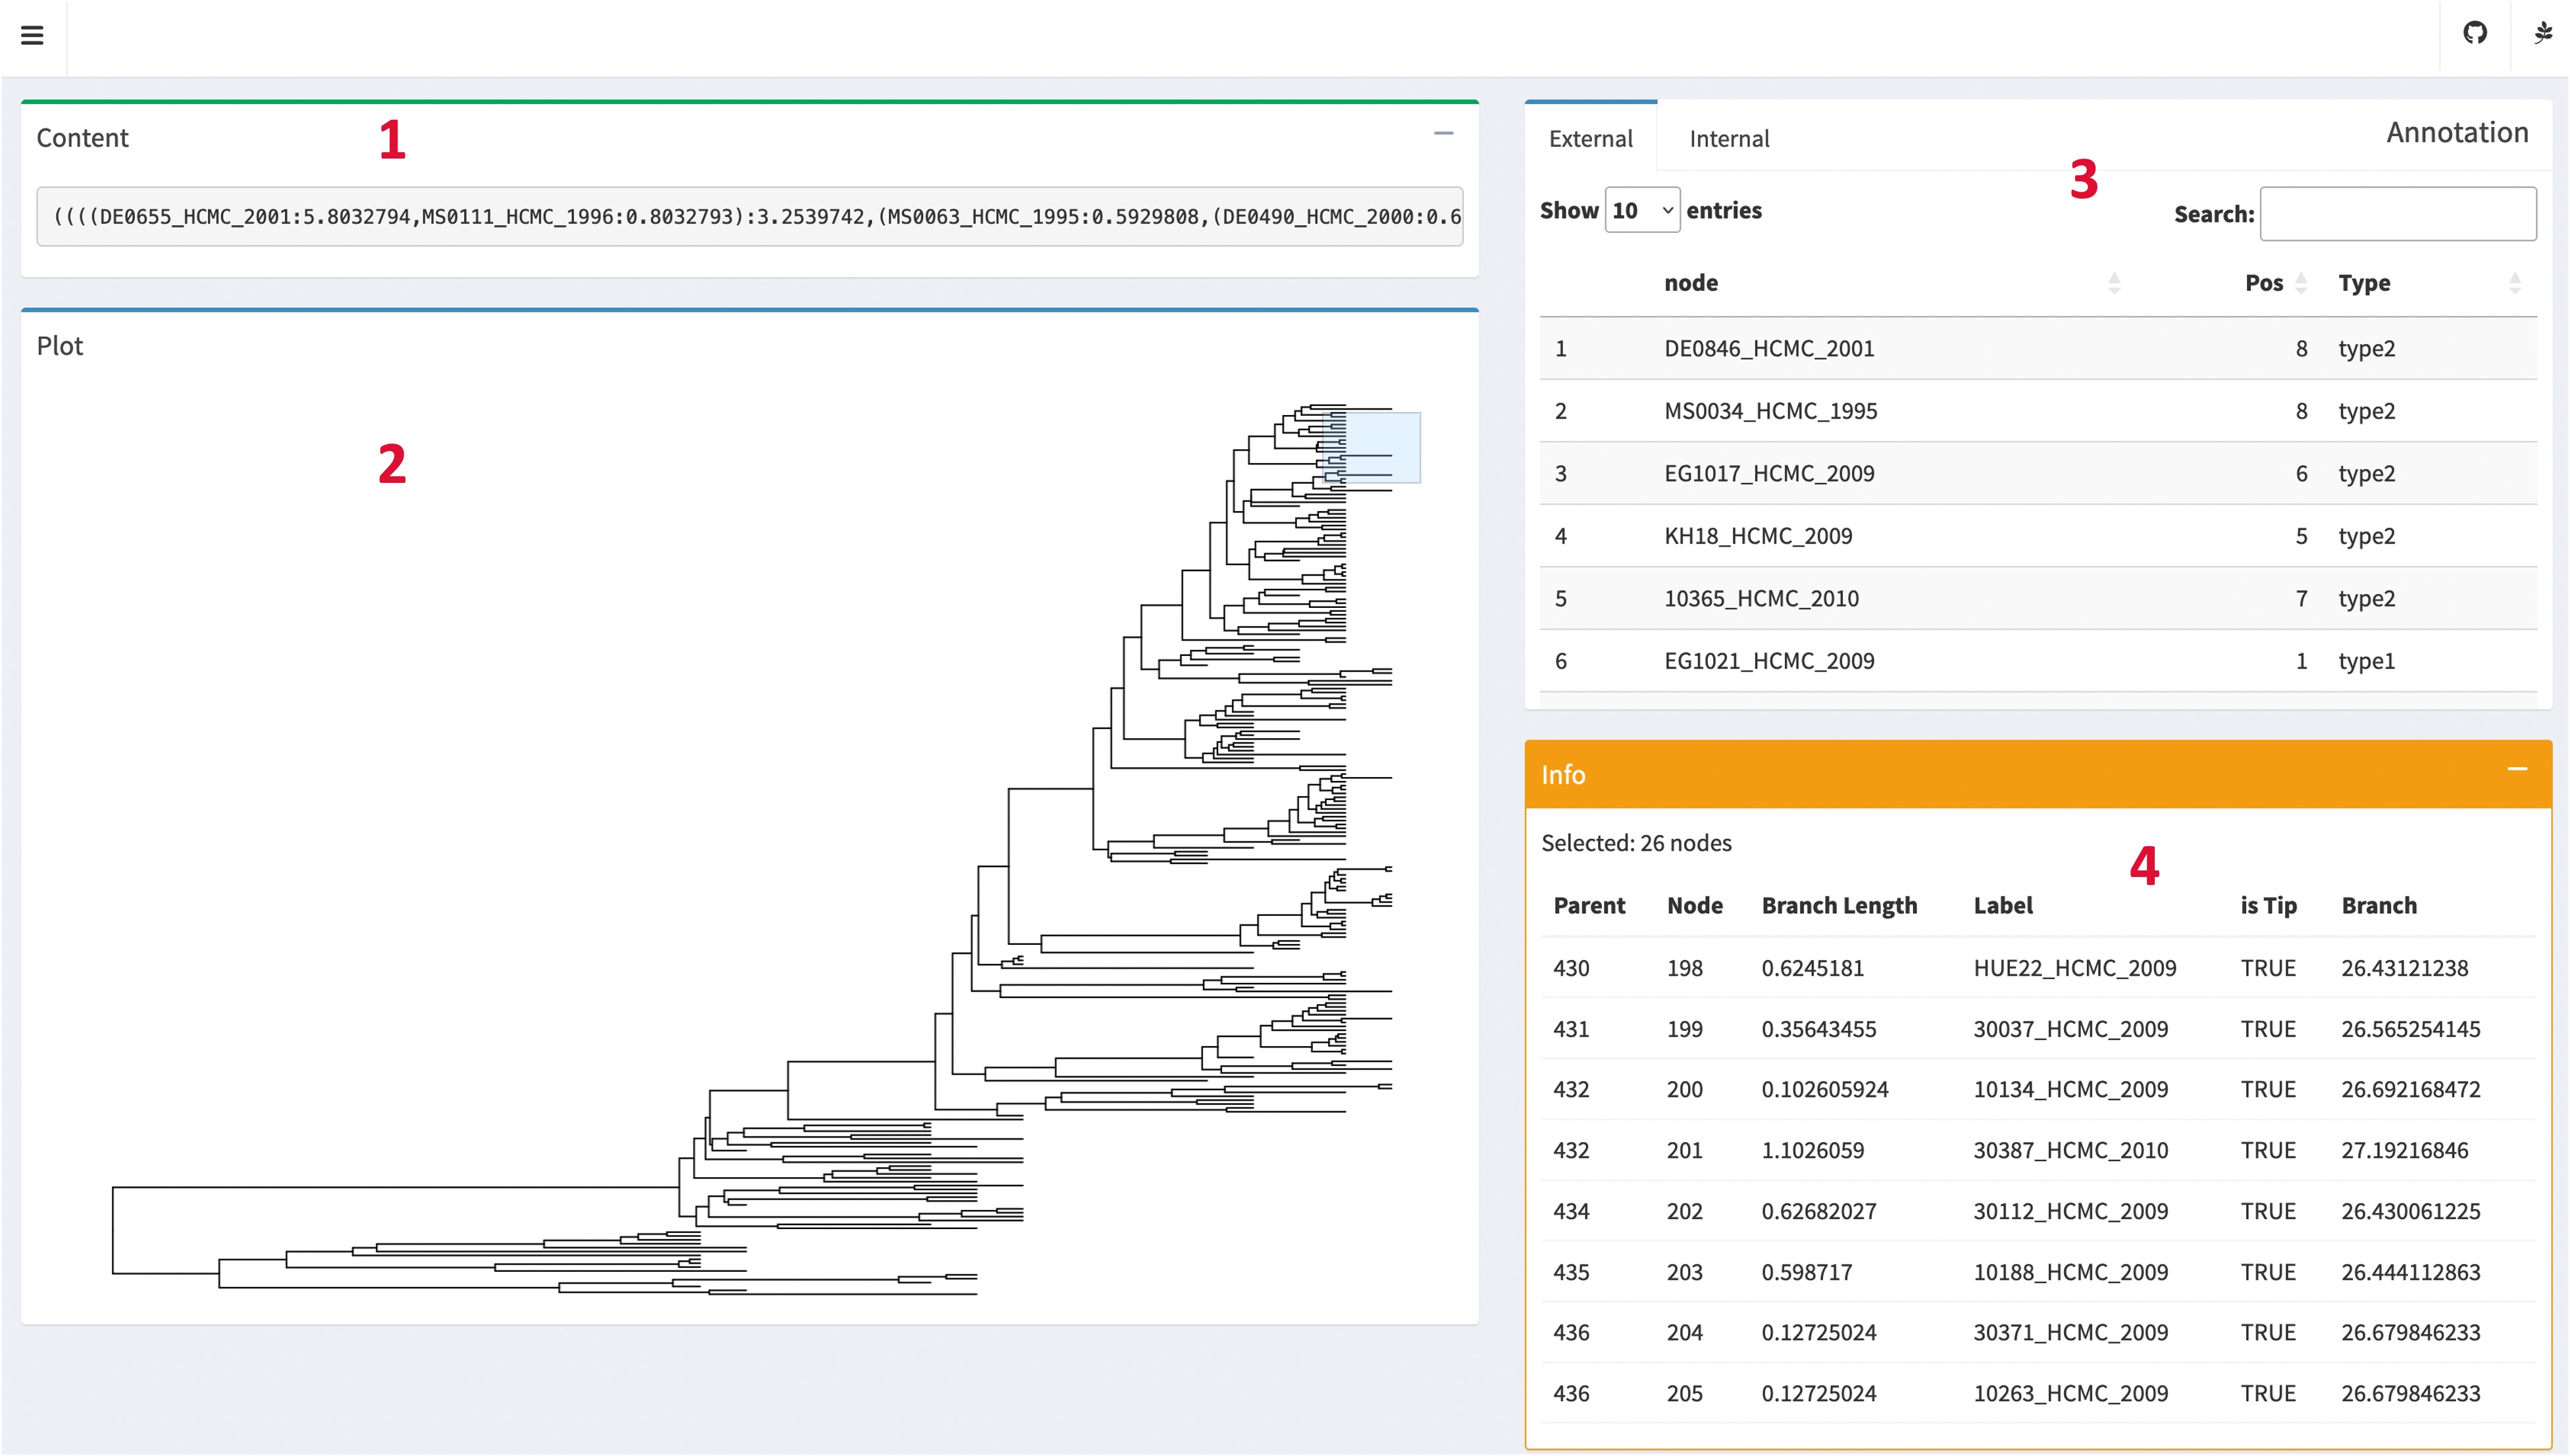 Content
1
((((DE0655_HCMC_2001:5.8032794,MS0111_HCMC_1996:0.8032793):3.2539742,(MS0063_HCMC_1995:0.5929808,(DE0490_HCMC_2000:0.6
Plot
2
External Internal Annotation
3
Show 10 entries Search:
node Pos Type
1 DE0846_HCMC_2001 8 type2
2 MS0034_HCMC_1995 8 type2
3 EG1017_HCMC_2009 6 type2
4 KH18_HCMC_2009 5 type2
5 10365_HCMC_2010 7 type2
6 EG1021_HCMC_2009 1 type1
Info
Selected: 26 nodes
4
Parent Node Branch Length Label is Tip Branch
430 198 0.6245181 HUE22_HCMC_2009 TRUE 26.43121238
431 199 0.35643455 30037_HCMC_2009 TRUE 26.565254145
432 200 0.102605924 10134_HCMC_2009 TRUE 26.692168472
432 201 1.1026059 30387_HCMC_2010 TRUE 27.19216846
434 202 0.62682027 30112_HCMC_2009 TRUE 26.430061225
435 203 0.598717 10188_HCMC_2009 TRUE 26.444112863
436 204 0.12725024 30371_HCMC_2009 TRUE 26.679846233
436 205 0.12725024 10263_HCMC_2009 TRUE 26.679846233